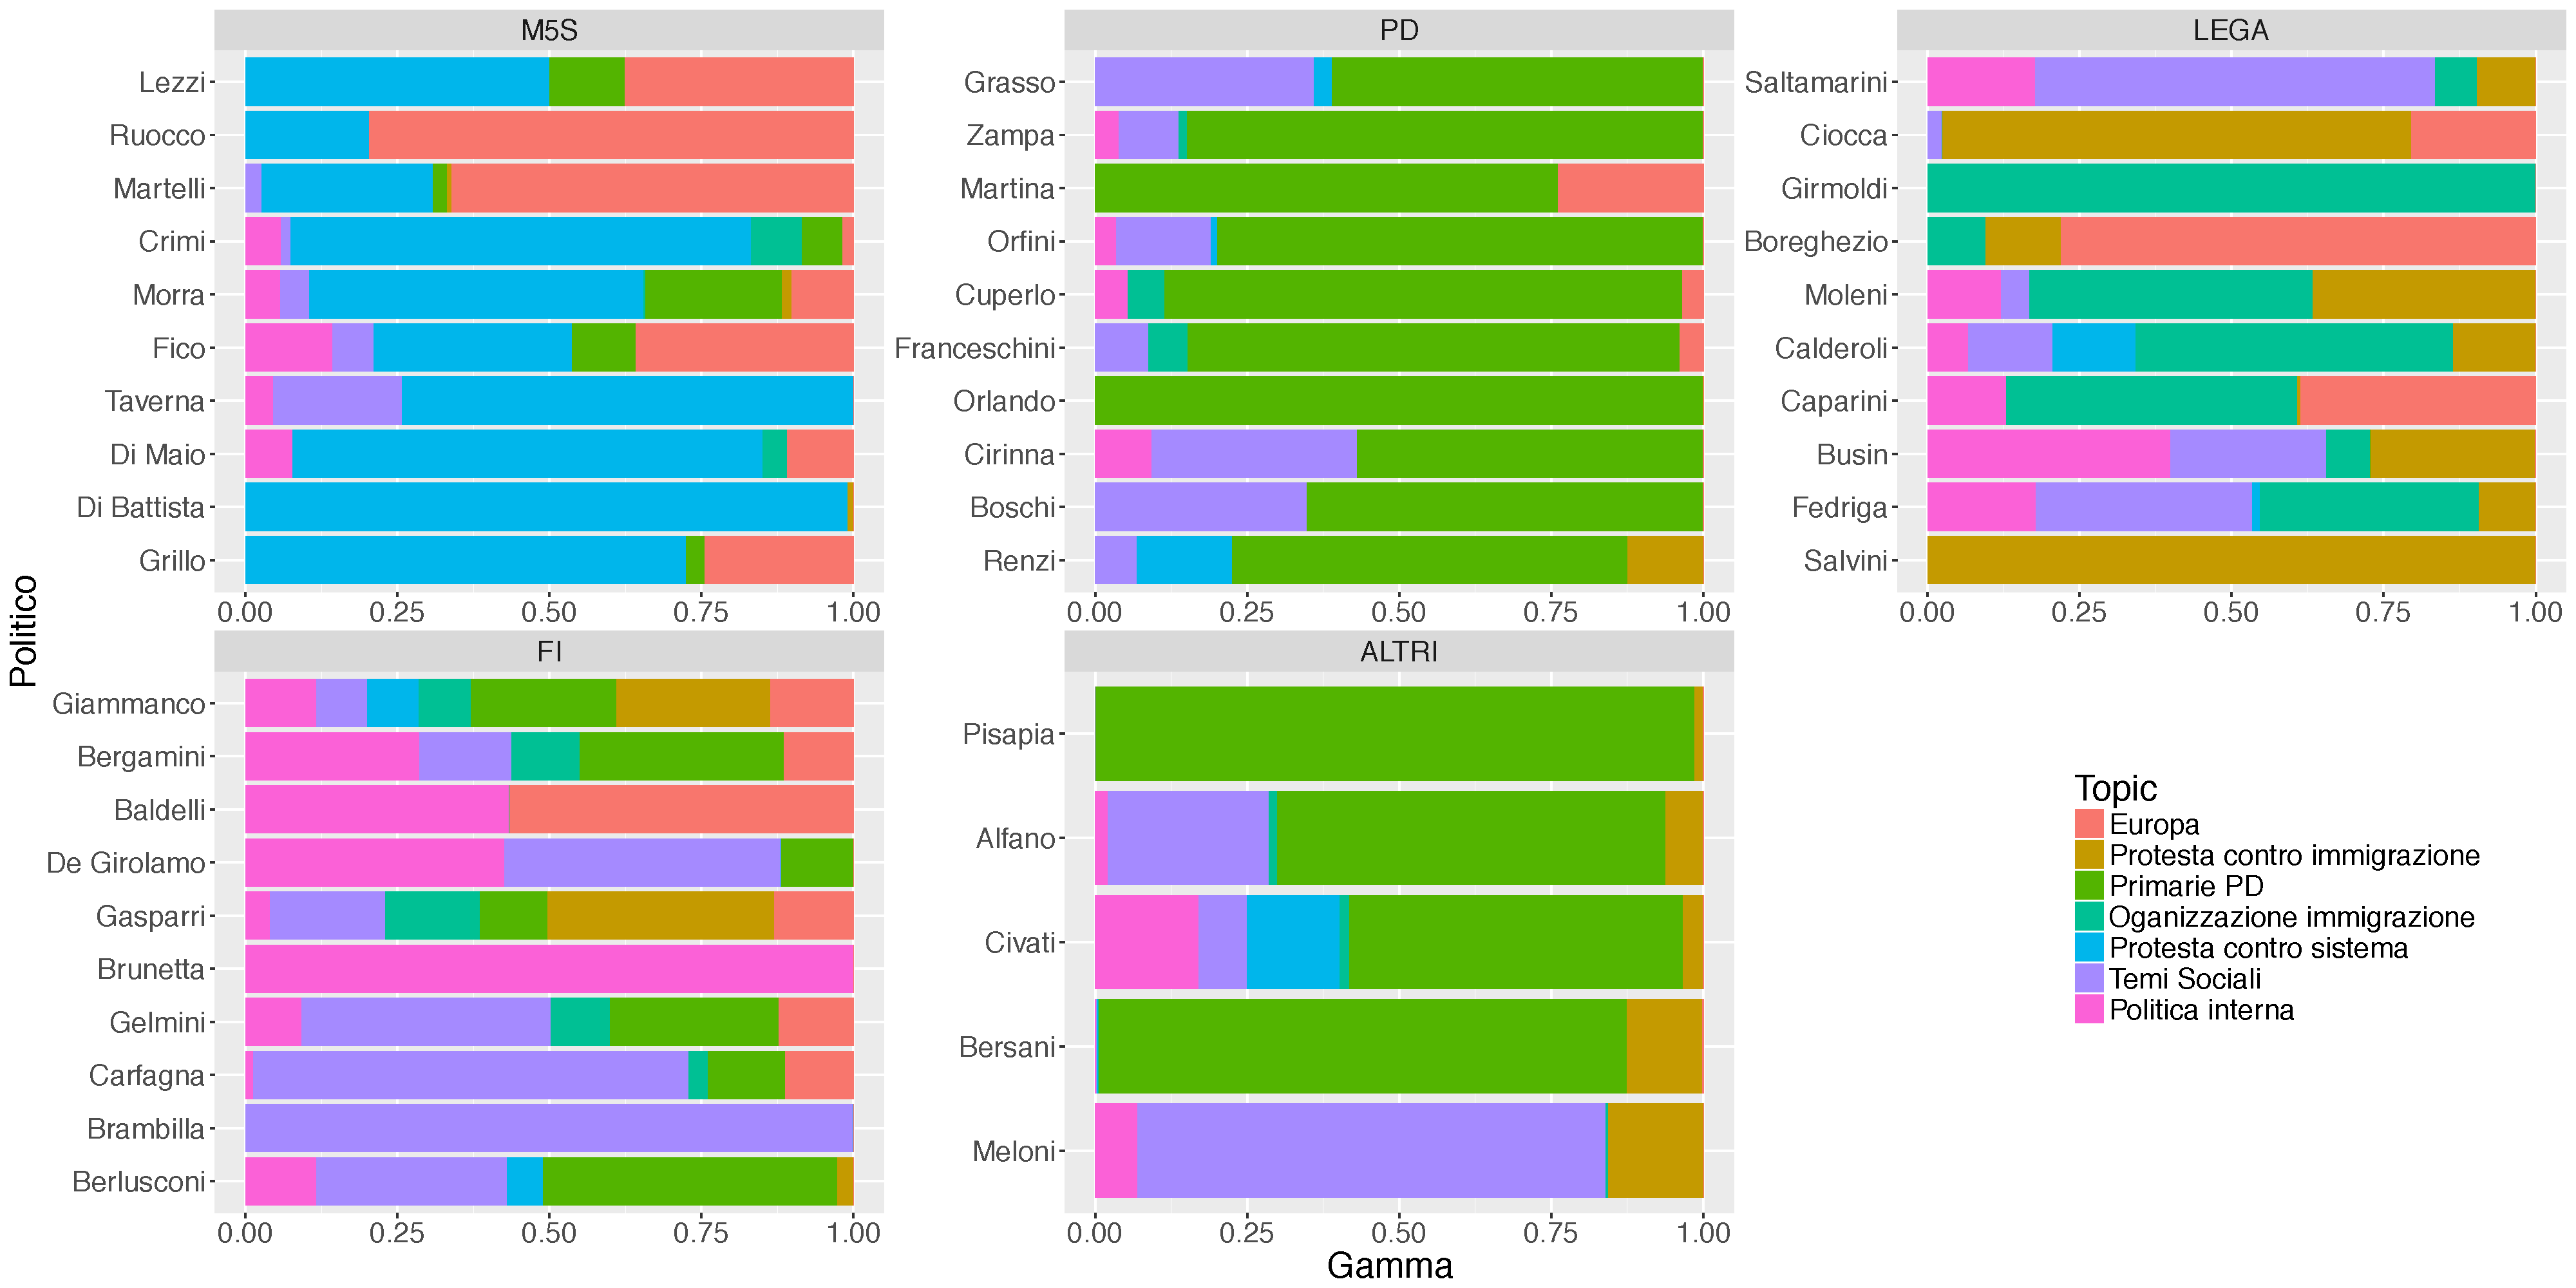 M5S
Lezzi
Ruocco
Martelli
Crimi
Morra
Fico
Taverna
Di Maio
Di Battista
Grillo
0.00 0.25 0.50 0.75 1.00
PD
Grasso
Zampa
Martina
Orfini
Cuperlo
Franceschini
Orlando
Cirinna
Boschi
Renzi
0.00 0.25 0.50 0.75 1.00
LEGA
Saltamarini
Ciocca
Girmoldi
Boreghezio
Moleni
Calderoli
Caparini
Busin
Fedriga
Salvini
0.00 0.25 0.50 0.75 1.00
Politico
FI
Giammanco
Bergamini
Baldelli
De Girolamo
Gasparri
Brunetta
Gelmini
Carfagna
Brambilla
Berlusconi
0.00 0.25 0.50 0.75 1.00
ALTRI
Pisapia
Alfano
Civati
Bersani
Meloni
0.00 0.25 0.50 0.75 1.00
Gamma
Topic
Europa
Protesta contro immigrazione
Primarie PD
Oganizzazione immigrazione
Protesta contro sistema
Temi Sociali
Politica interna